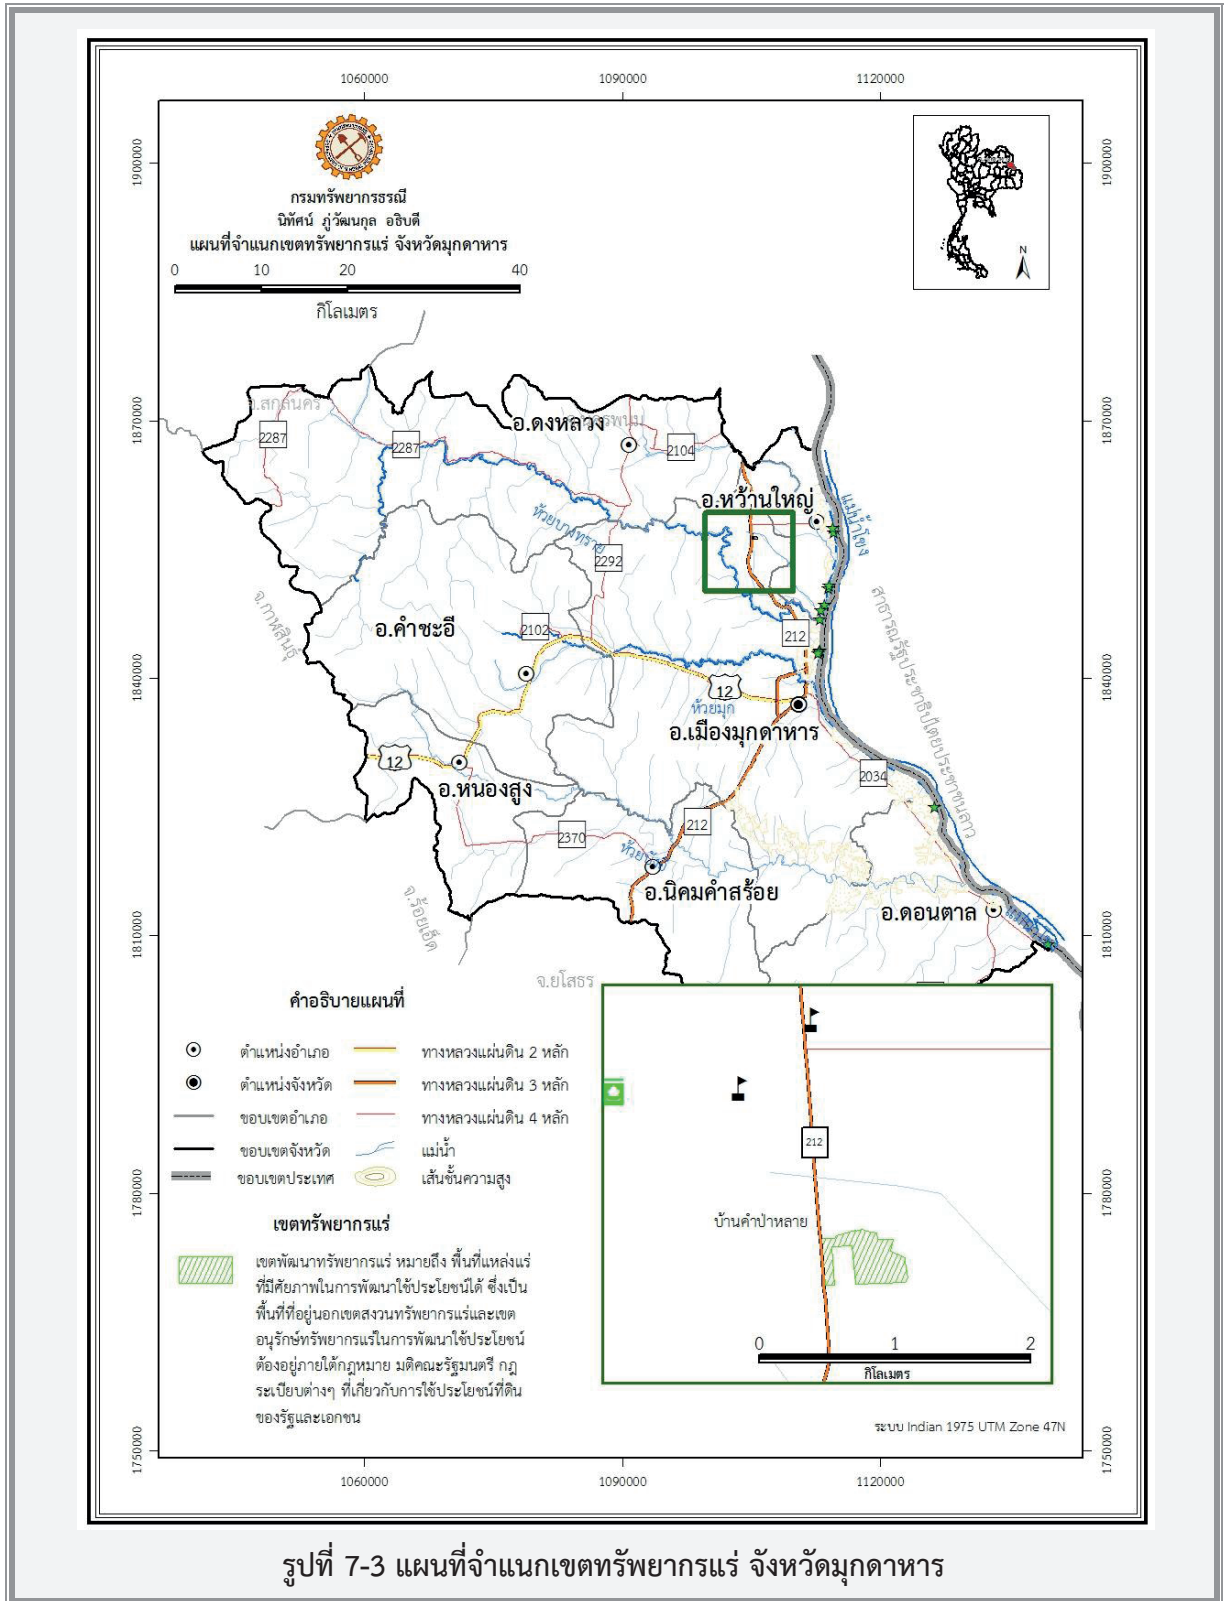 1060000 1090000 1120000
1900000 1900000
กรมทรัพยากรธรณี
นิทัศน์ ภู่วัฒนกุล อธิบดี
แผนที่จำแนกเขตทรัพยากรแร่ จังหวัดมุกดาหาร
0 10 20 40
กิโลเมตร
N
จ.สกลนคร
จ.นครพนม
1870000 1870000
อ.ดงหลวง
2287
2287
2104
อ.หว้านใหญ่
แม่น้ำโขง
ห้วยบางทราย
2292
จ.กาฬสินธุ์
อ.คำชะอี
2102
212
สาธารณรัฐประชาธิปไตยประชาชนลาว
1840000 1840000
12
ห้วยมุก
อ.เมืองมุกดาหาร
12
2034
อ.หนองสูง
212
2370
อ.นิคมคำสร้อย
อ.ดอนตาล
จ.ร้อยเอ็ด
1810000 1810000
จ.ยโสธร
คำอธิบายแผนที่
ตำแหน่งอำเภอ ทางหลวงแผ่นดิน 2 หลัก
ตำแหน่งจังหวัด ทางหลวงแผ่นดิน 3 หลัก
ขอบเขตอำเภอ ทางหลวงแผ่นดิน 4 หลัก
ขอบเขตจังหวัด แม่น้ำ
ขอบเขตประเทศ เส้นชั้นความสูง
212
1780000 1780000
บ้านคำป่าหลาย
เขตทรัพยากรแร่
เขตพัฒนาทรัพยากรแร่ หมายถึง พื้นที่แหล่งแร่
ที่มีศัยภาพในการพัฒนาใช้ประโยชน์ได้ ซึ่งเป็น
พื้นที่ที่อยู่นอกเขตสงวนทรัพยากรแร่และเขต
อนุรักษ์ทรัพยากรแร่ในการพัฒนาใช้ประโยชน์
ต้องอยู่ภายใต้กฎหมาย มติคณะรัฐมนตรี กฎ
ระเบียบต่างๆ ที่เกี่ยวกับการใช้ประโยชน์ที่ดิน
ของรัฐและเอกชน
0 1 2
กิโลเมตร
ระบบ Indian 1975 UTM Zone 47N
1750000 1750000
1060000 1090000 1120000
รูปที่ 7-3 แผนที่จำแนกเขตทรัพยากรแร่ จังหวัดมุกดาหาร